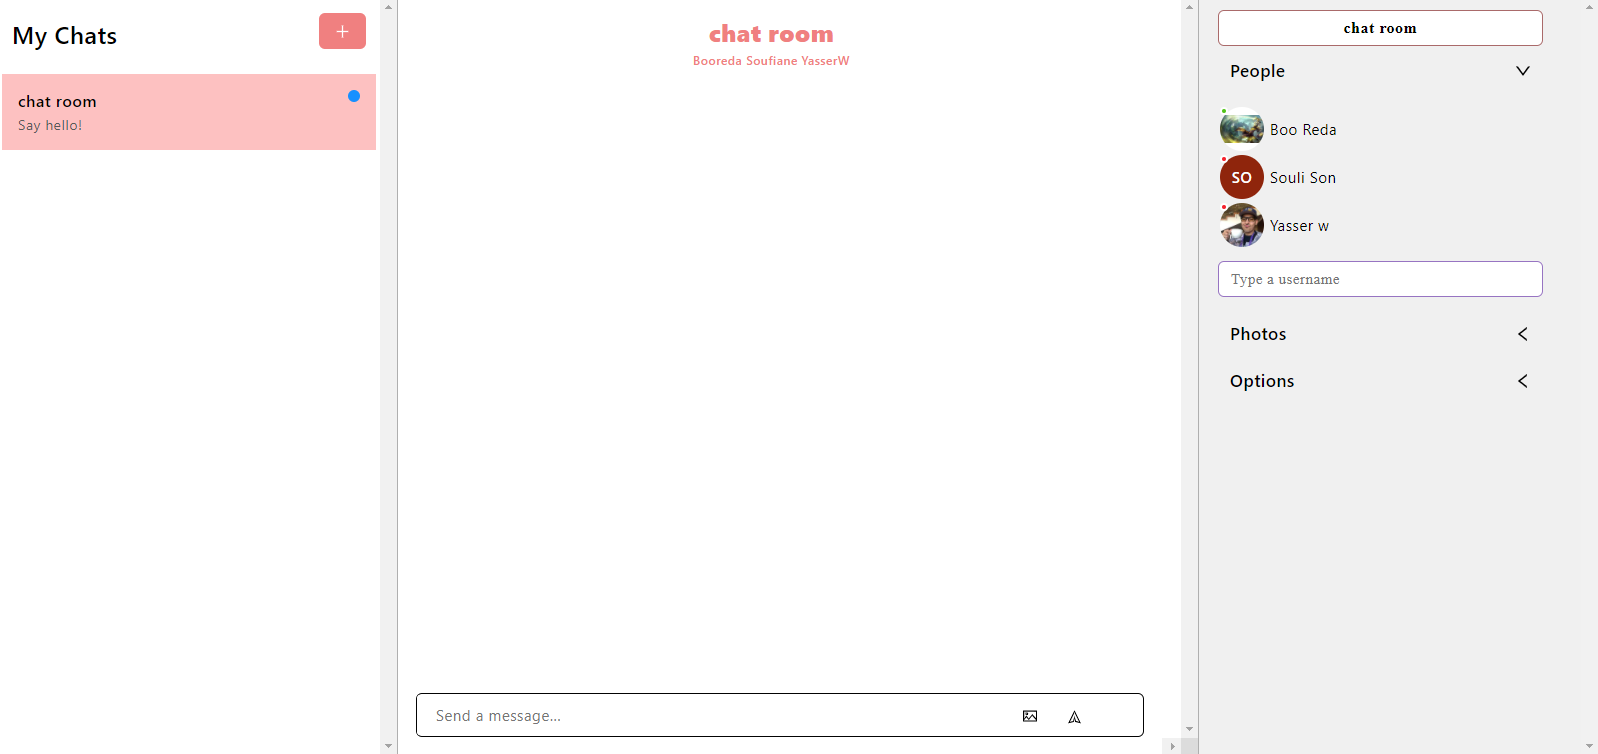 My Chats
+
chat room
Say hello!
chat room
Booreda Soufiane YasserW
Send a message...
chat room
People
Boo Reda
SO
Souli Son
Yasser w
Type a username
Photos
Options